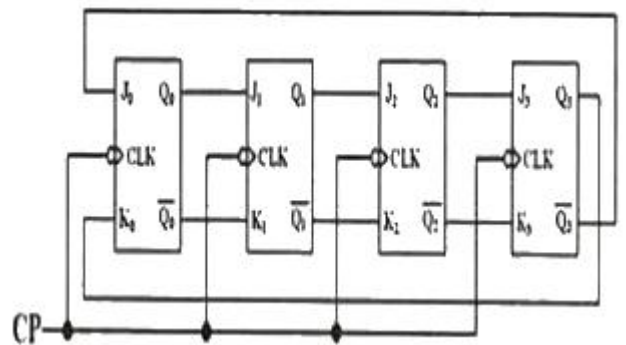 J₀ Q₀ J₁ Q₁ J₂ Q₂ J₃ Q₃
CLK CLK CLK CLK
K₀ Q̅₀ K₁ Q̅₁ K₂ Q̅₂ K₃ Q̅₃
CP